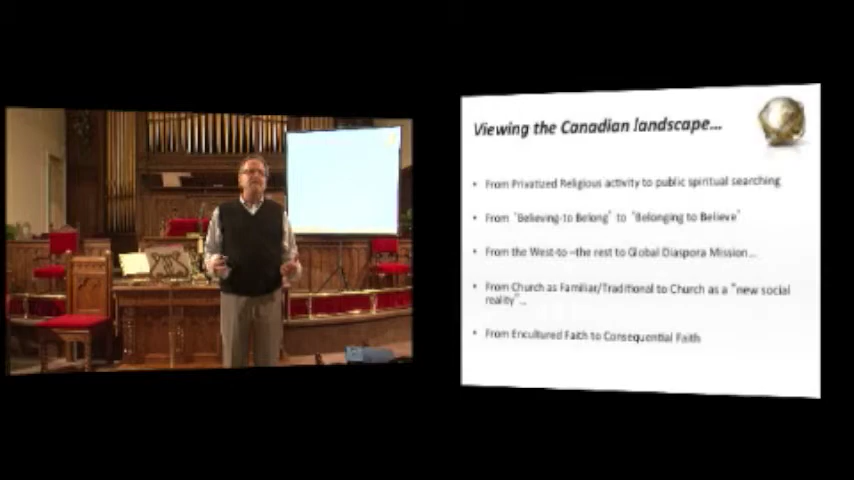 Viewing the Canadian landscape...
• From Privatized Religious activity to public spiritual searching
• From "Believing to Belong" to "Belonging to Believe"
• From the West-to –the rest to Global Diaspora Mission...
• From Church as Familiar/Traditional to Church as a "new social
reality"...
• From Encultured Faith to Consequential Faith